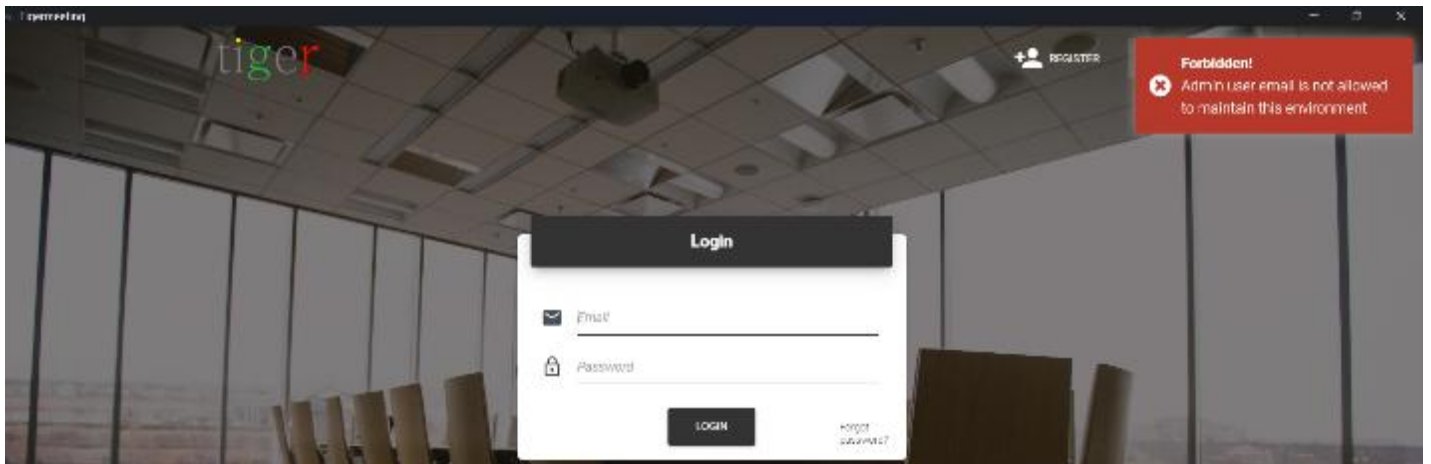 Tigermeeting
tiger
REGISTER
Forbidden!
Admin user email is not allowed
to maintain this environment
Login
Email
Password
LOGIN
Forgot
password?